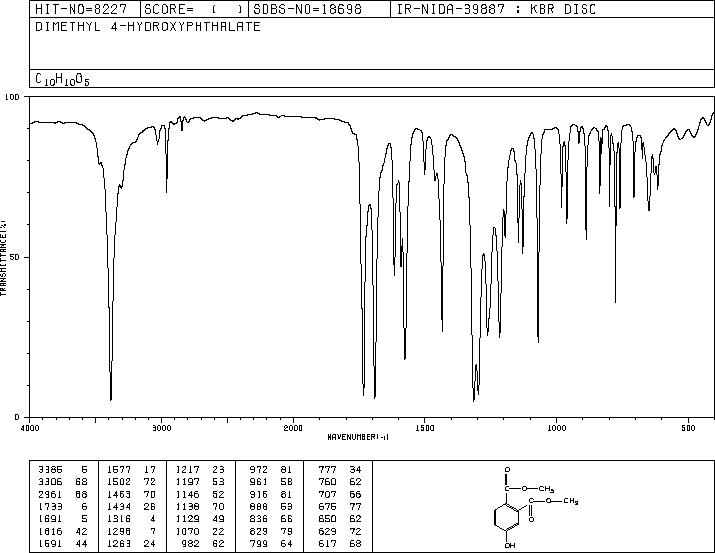 HIT-NO=8227 SCORE= ( ) SDBS-NO=18698 IR-NIDA-39887 : KBR DISC
DIMETHYL 4-HYDROXYPHTHALATE
C10H10O5
100
50
0
TRANSMITTANCE(%)
4000 3000 2000 1500 1000 500
WAVENUMBER(-1)
3385 5 1577 17 1217 23 972 81 777 34
3306 68 1502 72 1197 53 961 58 760 62
2961 68 1463 70 1146 52 916 81 707 66
1733 6 1434 26 1138 70 888 53 675 77
1691 5 1316 4 1129 49 836 66 650 62
1616 42 1298 7 1070 22 829 79 629 72
1591 44 1263 24 982 62 799 64 617 68
O
C-O-CH3
C-O-CH3
O
OH